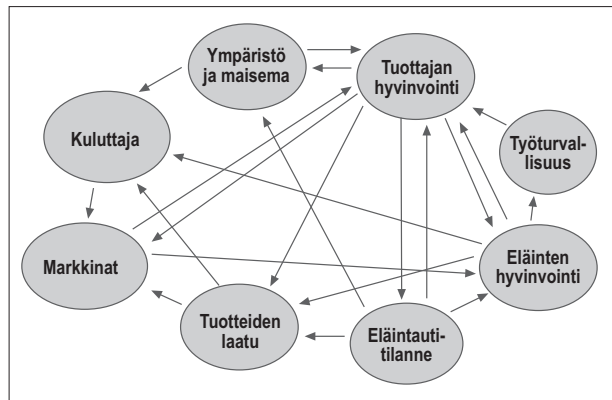 Ympäristö
ja maisema
Tuottajan
hyvinvointi
Kuluttaja
Työturval-
lisuus
Markkinat
Eläinten
hyvinvointi
Tuotteiden
laatu
Eläintauti-
tilanne